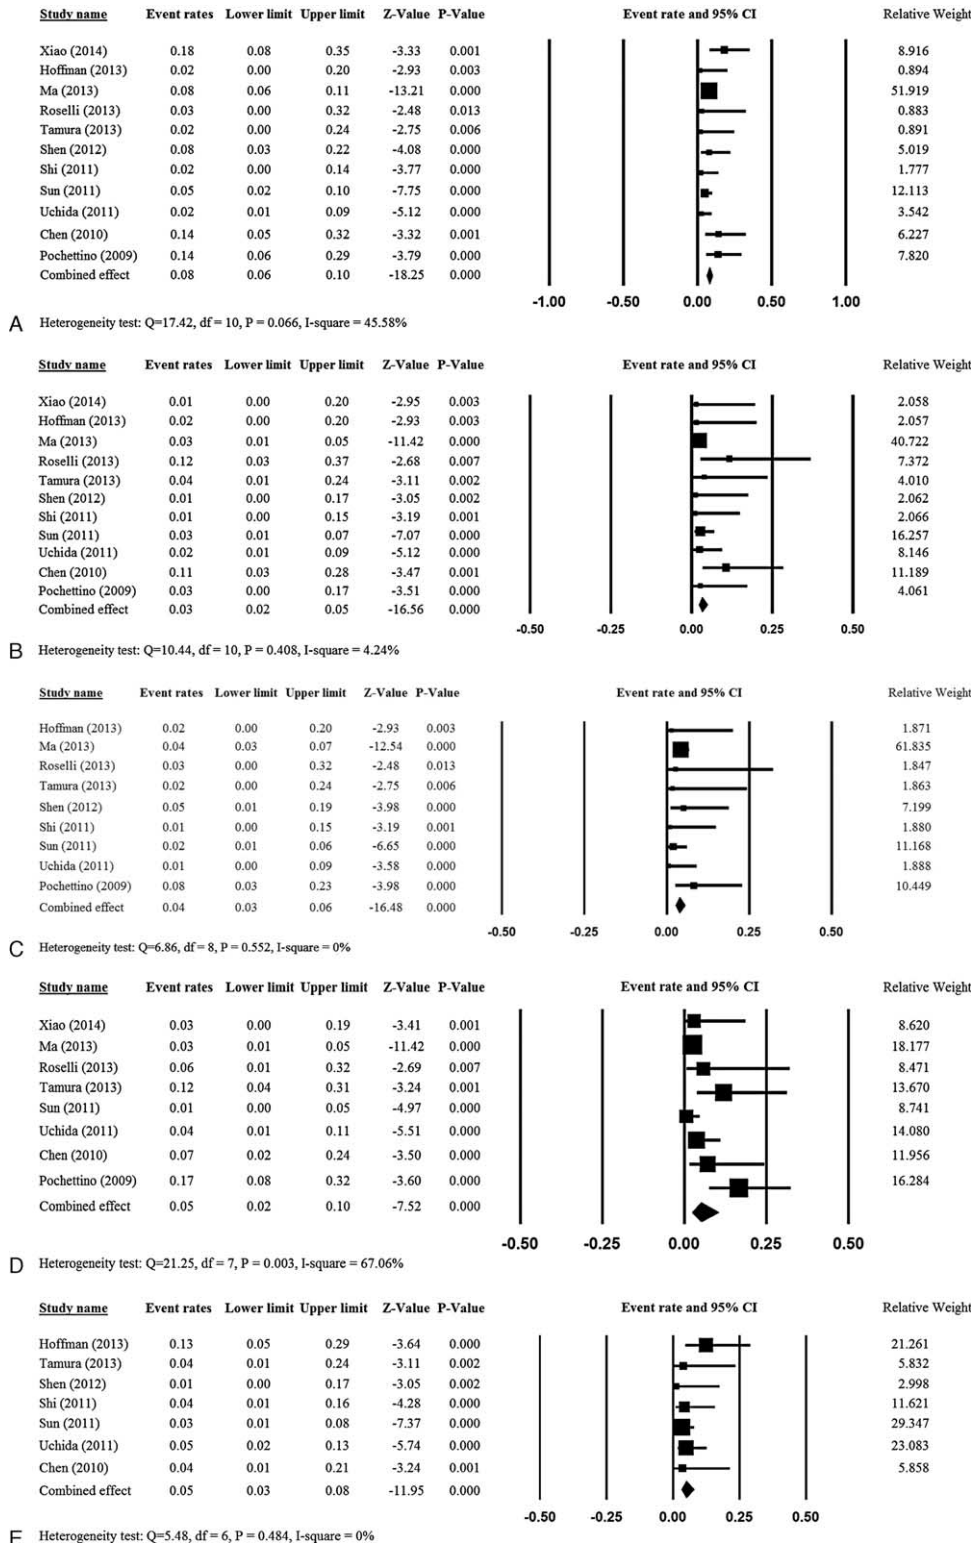 Study name Event rates Lower limit Upper limit Z-Value P-Value Event rate and 95% CI Relative Weight
Xiao (2014) 0.18 0.08 0.35 -3.33 0.001 8.916
Hoffman (2013) 0.02 0.00 0.20 -2.93 0.003 0.894
Ma (2013) 0.08 0.06 0.11 -13.21 0.000 51.919
Roselli (2013) 0.03 0.00 0.32 -2.48 0.013 0.883
Tamura (2013) 0.02 0.00 0.24 -2.75 0.006 0.891
Shen (2012) 0.08 0.03 0.22 -4.08 0.000 5.019
Shi (2011) 0.02 0.00 0.14 -3.77 0.000 1.777
Sun (2011) 0.05 0.02 0.10 -7.75 0.000 12.113
Uchida (2011) 0.02 0.01 0.09 -5.12 0.000 3.542
Chen (2010) 0.14 0.05 0.32 -3.32 0.001 6.227
Pochettino (2009) 0.14 0.06 0.29 -3.79 0.000 7.820
Combined effect 0.08 0.06 0.10 -18.25 0.000
-1.00 -0.50 0.00 0.50 1.00
A Heterogeneity test: Q=17.42, df = 10, P = 0.066, I-square = 45.58%
Study name Event rates Lower limit Upper limit Z-Value P-Value Event rate and 95% CI Relative Weight
Xiao (2014) 0.01 0.00 0.20 -2.95 0.003 2.058
Hoffman (2013) 0.02 0.00 0.20 -2.93 0.003 2.057
Ma (2013) 0.03 0.01 0.05 -11.42 0.000 40.722
Roselli (2013) 0.12 0.03 0.37 -2.68 0.007 7.372
Tamura (2013) 0.04 0.01 0.24 -3.11 0.002 4.010
Shen (2012) 0.01 0.00 0.17 -3.05 0.002 2.062
Shi (2011) 0.01 0.00 0.15 -3.19 0.001 2.066
Sun (2011) 0.03 0.01 0.07 -7.07 0.000 16.257
Uchida (2011) 0.02 0.01 0.09 -5.12 0.000 8.146
Chen (2010) 0.11 0.03 0.28 -3.47 0.001 11.189
Pochettino (2009) 0.03 0.00 0.17 -3.51 0.000 4.061
Combined effect 0.03 0.02 0.05 -16.56 0.000
-0.50 -0.25 0.00 0.25 0.50
B Heterogeneity test: Q=10.44, df = 10, P = 0.408, I-square = 4.24%
Study name Event rates Lower limit Upper limit Z-Value P-Value Event rate and 95% CI Relative Weight
Hoffman (2013) 0.02 0.00 0.20 -2.93 0.003 1.871
Ma (2013) 0.04 0.03 0.07 -12.54 0.000 61.835
Roselli (2013) 0.03 0.00 0.32 -2.48 0.013 1.847
Tamura (2013) 0.02 0.00 0.24 -2.75 0.006 1.863
Shen (2012) 0.05 0.01 0.19 -3.98 0.000 7.199
Shi (2011) 0.01 0.00 0.15 -3.19 0.001 1.880
Sun (2011) 0.02 0.01 0.06 -6.65 0.000 11.168
Uchida (2011) 0.01 0.00 0.09 -3.58 0.000 1.888
Pochettino (2009) 0.08 0.03 0.23 -3.98 0.000 10.449
Combined effect 0.04 0.03 0.06 -16.48 0.000
-0.50 -0.25 0.00 0.25 0.50
C Heterogeneity test: Q=6.86, df = 8, P = 0.552, I-square = 0%
Study name Event rates Lower limit Upper limit Z-Value P-Value Event rate and 95% CI Relative Weight
Xiao (2014) 0.03 0.00 0.19 -3.41 0.001 8.620
Ma (2013) 0.03 0.01 0.05 -11.42 0.000 18.177
Roselli (2013) 0.06 0.01 0.32 -2.69 0.007 8.471
Tamura (2013) 0.12 0.04 0.31 -3.24 0.001 13.670
Sun (2011) 0.01 0.00 0.05 -4.97 0.000 8.741
Uchida (2011) 0.04 0.01 0.11 -5.51 0.000 14.080
Chen (2010) 0.07 0.02 0.24 -3.50 0.000 11.956
Pochettino (2009) 0.17 0.08 0.32 -3.60 0.000 16.284
Combined effect 0.05 0.02 0.10 -7.52 0.000
-0.50 -0.25 0.00 0.25 0.50
D Heterogeneity test: Q=21.25, df = 7, P = 0.003, I-square = 67.06%
Study name Event rates Lower limit Upper limit Z-Value P-Value Event rate and 95% CI Relative Weight
Hoffman (2013) 0.13 0.05 0.29 -3.64 0.000 21.261
Tamura (2013) 0.04 0.01 0.24 -3.11 0.002 5.832
Shen (2012) 0.01 0.00 0.17 -3.05 0.002 2.998
Shi (2011) 0.04 0.01 0.16 -4.28 0.000 11.621
Sun (2011) 0.03 0.01 0.08 -7.37 0.000 29.347
Uchida (2011) 0.05 0.02 0.13 -5.74 0.000 23.083
Chen (2010) 0.04 0.01 0.21 -3.24 0.001 5.858
Combined effect 0.05 0.03 0.08 -11.95 0.000
-0.50 -0.25 0.00 0.25 0.50
E Heterogeneity test: Q=5.48, df = 6, P = 0.484, I-square = 0%